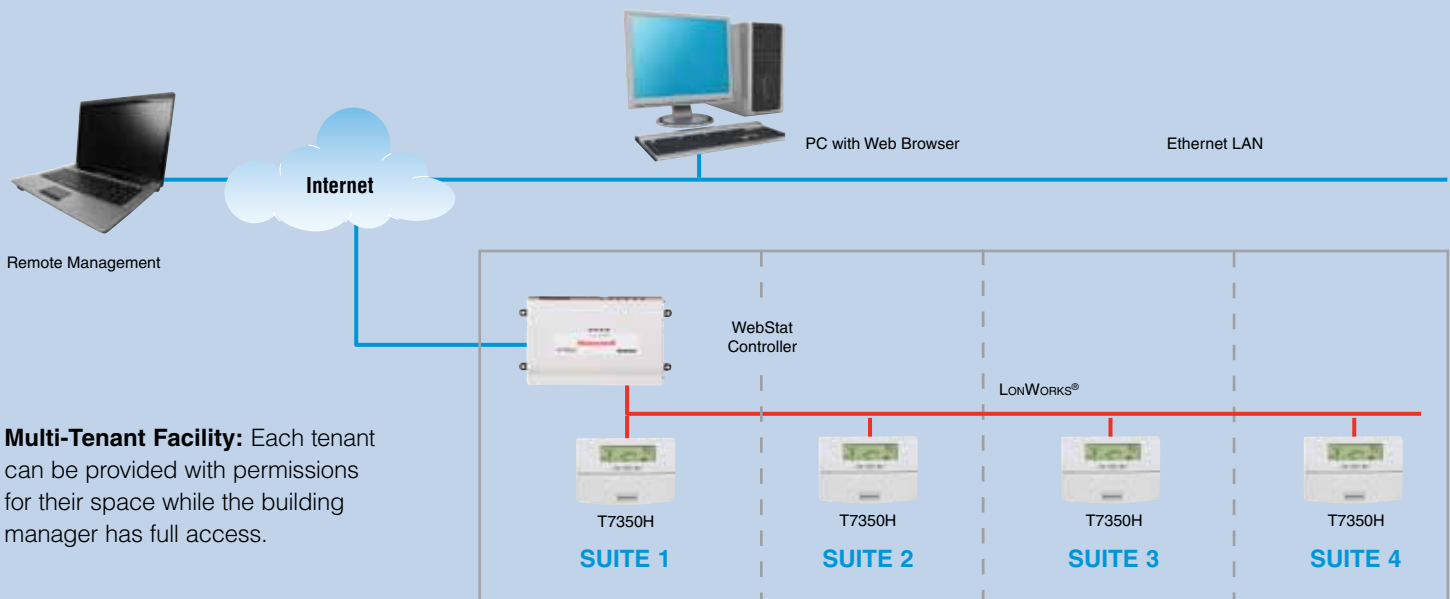 PC with Web Browser
Ethernet LAN
Internet
Remote Management
WebStat
Controller
LonWorks®
Multi-Tenant Facility: Each tenant
can be provided with permissions
for their space while the building
manager has full access.
T7350H
T7350H
T7350H
T7350H
SUITE 1
SUITE 2
SUITE 3
SUITE 4